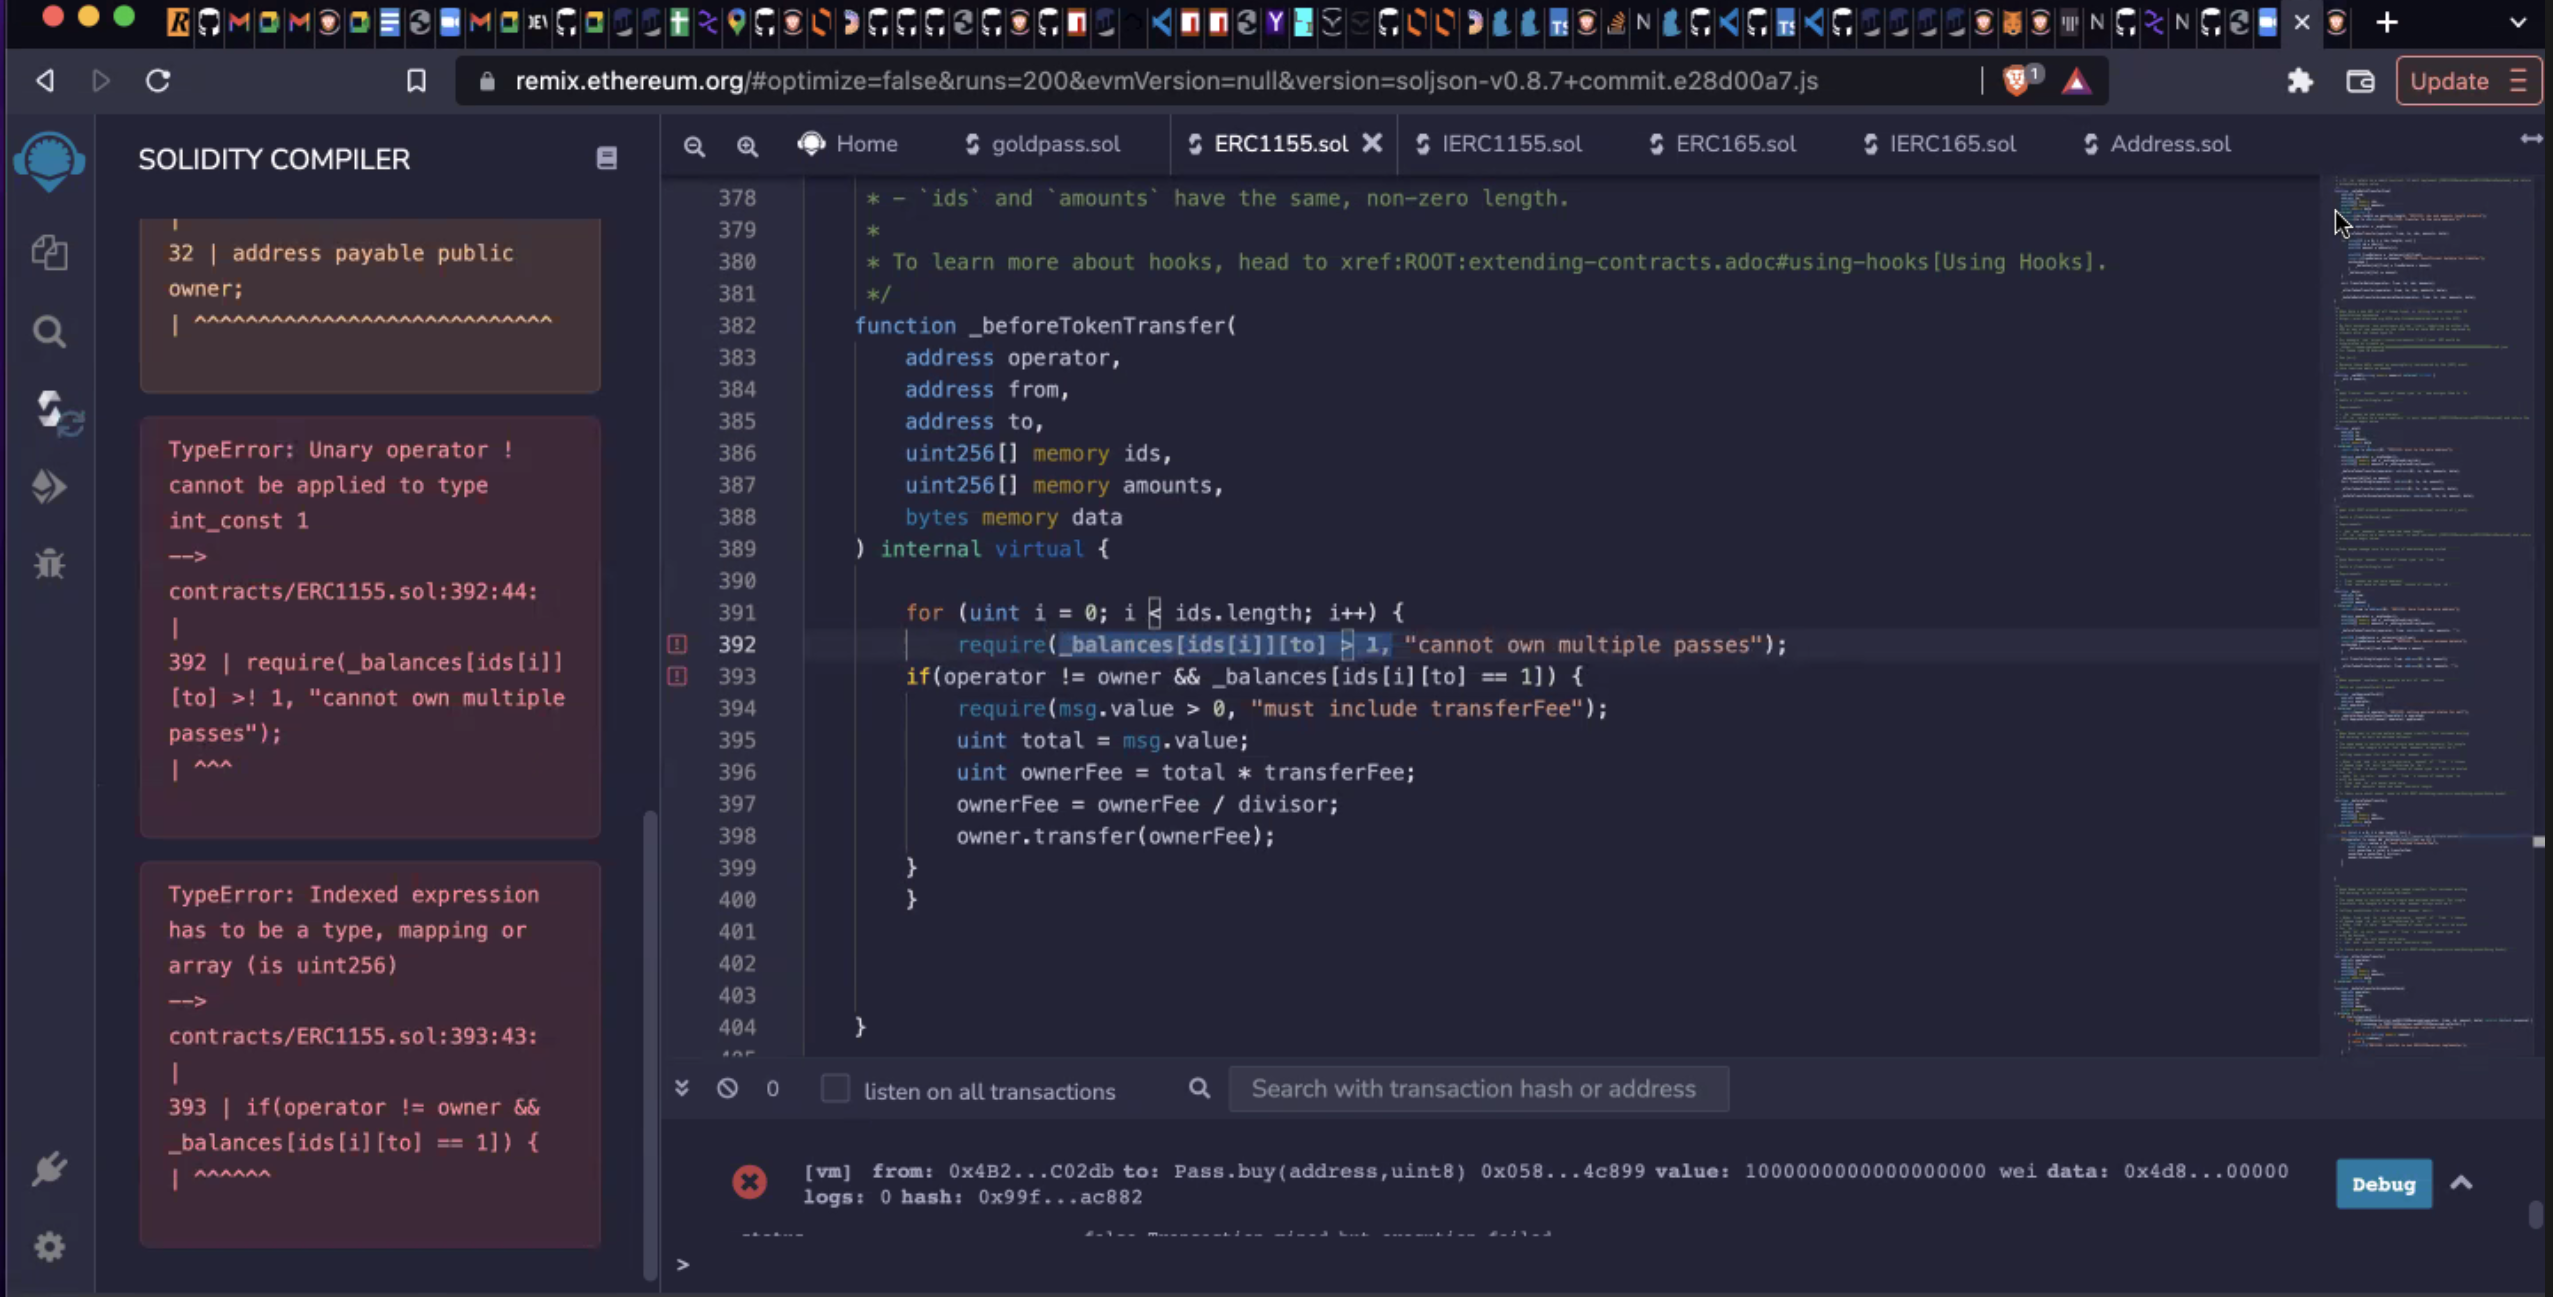 remix.ethereum.org/#optimize=false&runs=200&evmVersion=null&version=soljson-v0.8.7+commit.e28d00a7.js
1
Update
SOLIDITY COMPILER
Home
goldpass.sol
ERC1155.sol
IERC1155.sol
ERC165.sol
IERC165.sol
Address.sol
|
32 | address payable public
owner;
| ^^^^^^^^^^^^^^^^^^^^^^^^^^^^
TypeError: Unary operator !
cannot be applied to type
int_const 1
-->
contracts/ERC1155.sol:392:44:
|
392 | require(_balances[ids[i]]
[to] >! 1, "cannot own multiple
passes");
| ^^^
TypeError: Indexed expression
has to be a type, mapping or
array (is uint256)
-->
contracts/ERC1155.sol:393:43:
|
393 | if(operator != owner &&
_balances[ids[i][to] == 1]) {
| ^^^^^^
378 * - `ids` and `amounts` have the same, non-zero length.
379 *
380 * To learn more about hooks, head to xref:ROOT:extending-contracts.adoc#using-hooks[Using Hooks].
381 */
382 function _beforeTokenTransfer(
383 address operator,
384 address from,
385 address to,
386 uint256[] memory ids,
387 uint256[] memory amounts,
388 bytes memory data
389 ) internal virtual {
390
391 for (uint i = 0; i < ids.length; i++) {
392 require(_balances[ids[i]][to] > 1, "cannot own multiple passes");
393 if(operator != owner && _balances[ids[i][to] == 1]) {
394 require(msg.value > 0, "must include transferFee");
395 uint total = msg.value;
396 uint ownerFee = total * transferFee;
397 ownerFee = ownerFee / divisor;
398 owner.transfer(ownerFee);
399 }
400 }
401
402
403
404 }
0 listen on all transactions Search with transaction hash or address
[vm] from: 0x4B2...C02db to: Pass.buy(address,uint8) 0x058...4c899 value: 1000000000000000000 wei data: 0x4d8...00000
logs: 0 hash: 0x99f...ac882
Debug
>